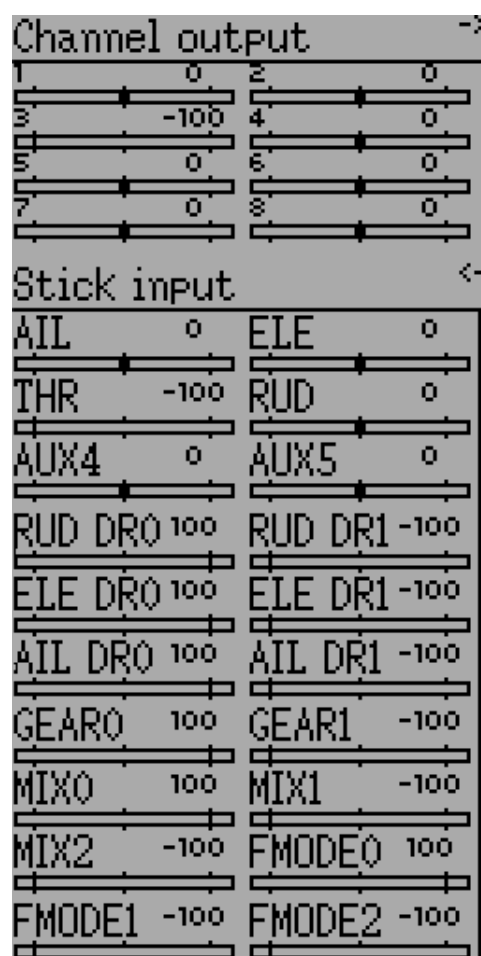 Channel output ->
1 0 2 0
3 -100 4 0
5 0 6 0
7 0 8 0
Stick input <-
AIL 0 ELE 0
THR -100 RUD 0
AUX4 0 AUX5 0
RUD DR0 100 RUD DR1 -100
ELE DR0 100 ELE DR1 -100
AIL DR0 100 AIL DR1 -100
GEAR0 100 GEAR1 -100
MIX0 100 MIX1 -100
MIX2 -100 FMODE0 100
FMODE1 -100 FMODE2 -100